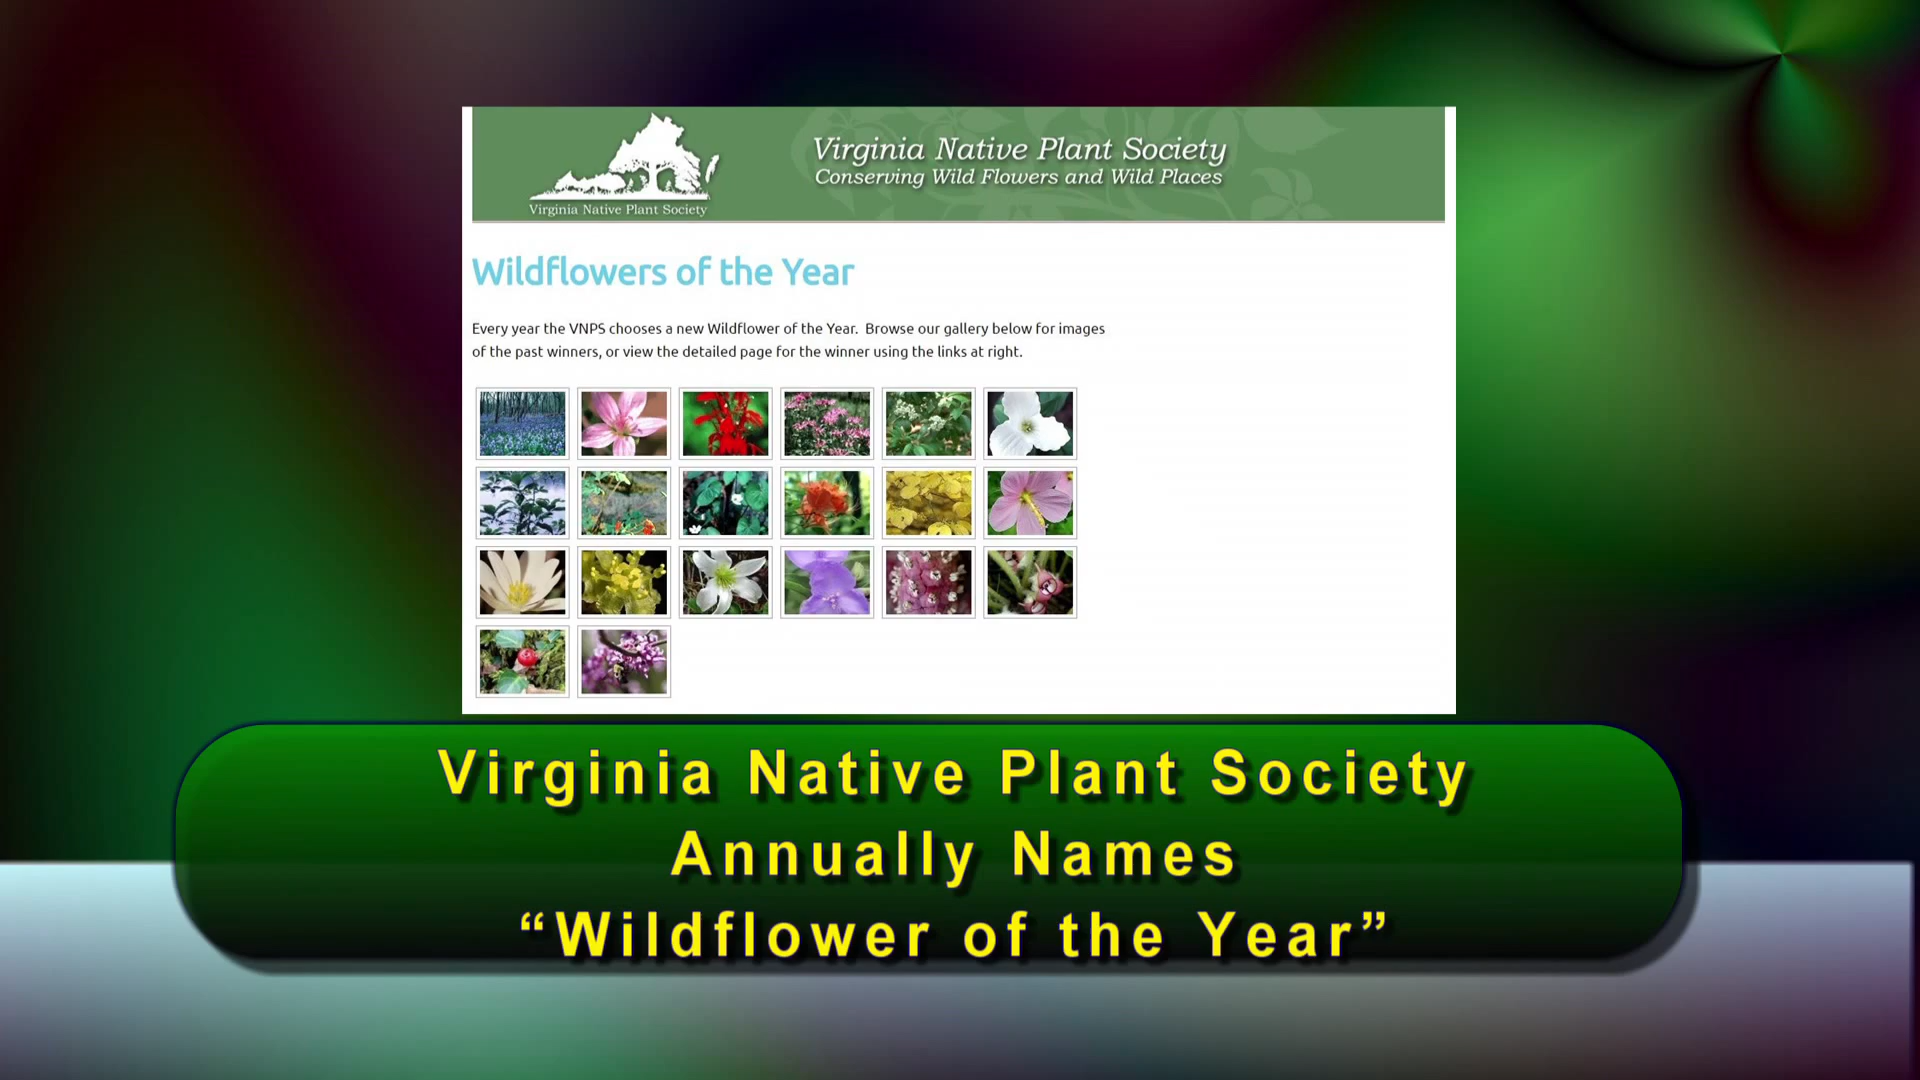 Virginia Native Plant Society
Conserving Wild Flowers and Wild Places
Virginia Native Plant Society
Wildflowers of the Year
Every year the VNPS chooses a new Wildflower of the Year. Browse our gallery below for images
of the past winners, or view the detailed page for the winner using the links at right.
Virginia Native Plant Society
Annually Names
“Wildflower of the Year”